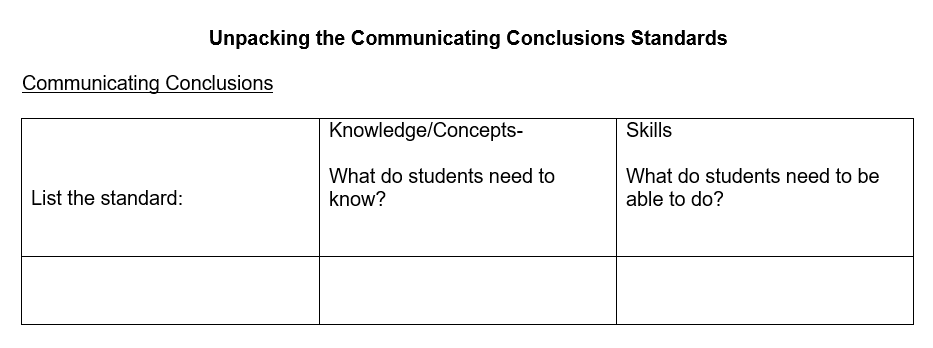 Unpacking the Communicating Conclusions Standards
Communicating Conclusions
List the standard:
Knowledge/Concepts-
What do students need to
know?
Skills
What do students need to be
able to do?